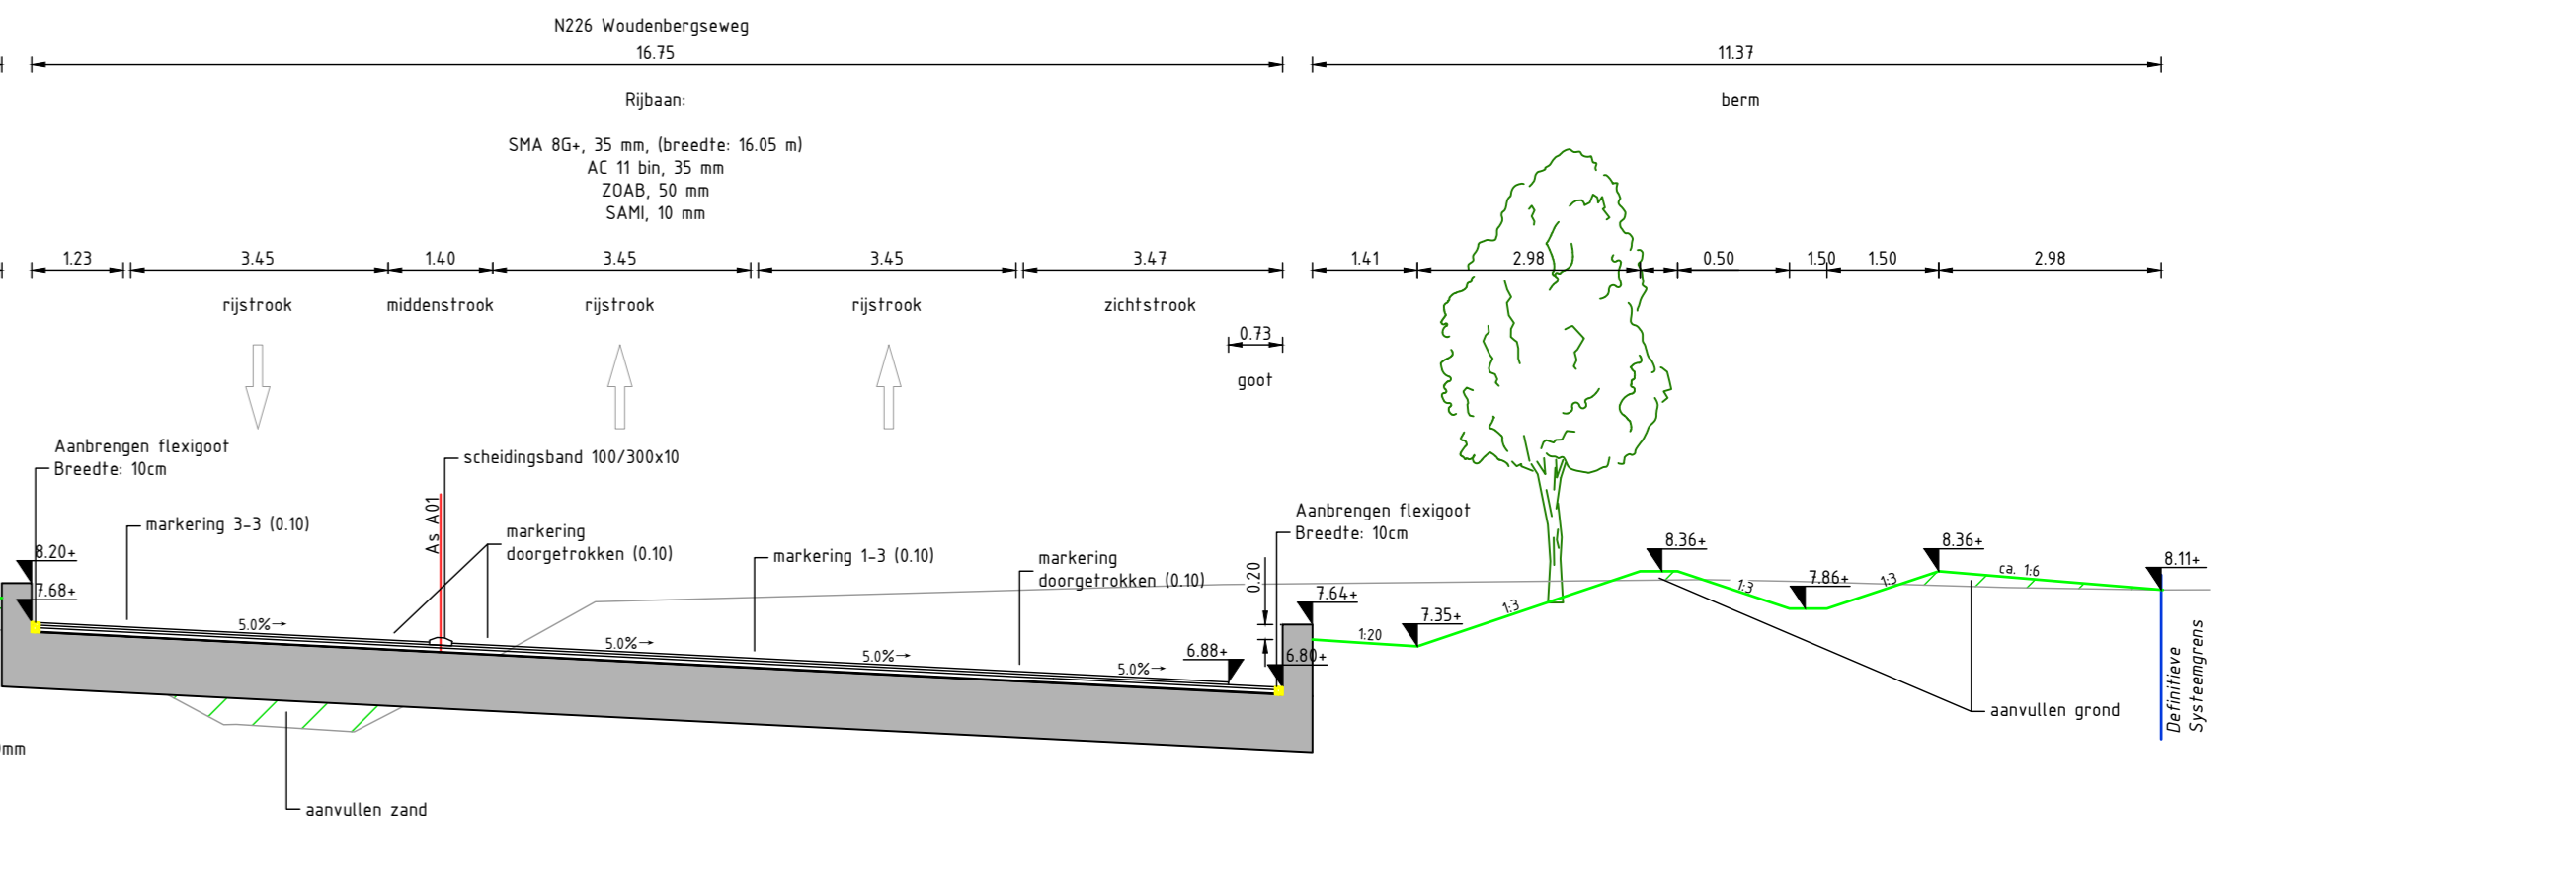 N226 Woudenbergseweg
16.75
11.37
Rijbaan:
berm
SMA 8G+, 35 mm, (breedte: 16.05 m)
AC 11 bin, 35 mm
ZOAB, 50 mm
SAMI, 10 mm
1.23
3.45
1.40
3.45
3.45
3.47
1.41
2.98
0.50
1.50
1.50
2.98
rijstrook
middenstrook
rijstrook
rijstrook
zichtstrook
0.73
goot
Aanbrengen flexigoot
Breedte: 10cm
scheidingsband 100/300x10
As A01
markering 3-3 (0.10)
markering
doorgetrokken (0.10)
markering 1-3 (0.10)
markering
doorgetrokken (0.10)
Aanbrengen flexigoot
Breedte: 10cm
8.20+
7.68+
0.20
7.64+
7.35+
8.36+
7.86+
8.36+
8.11+
1:20
1:3
1:3
1:3
ca. 1:6
5.0%→
5.0%→
5.0%→
5.0%→
6.88+
6.80+
aanvullen grond
Definitieve
Systeemgrens
mm
aanvullen zand